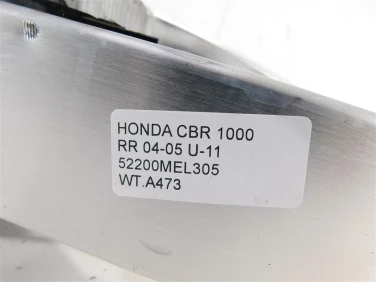 HONDA CBR 1000
RR 04-05 U-11
52200MEL305
WT.A473